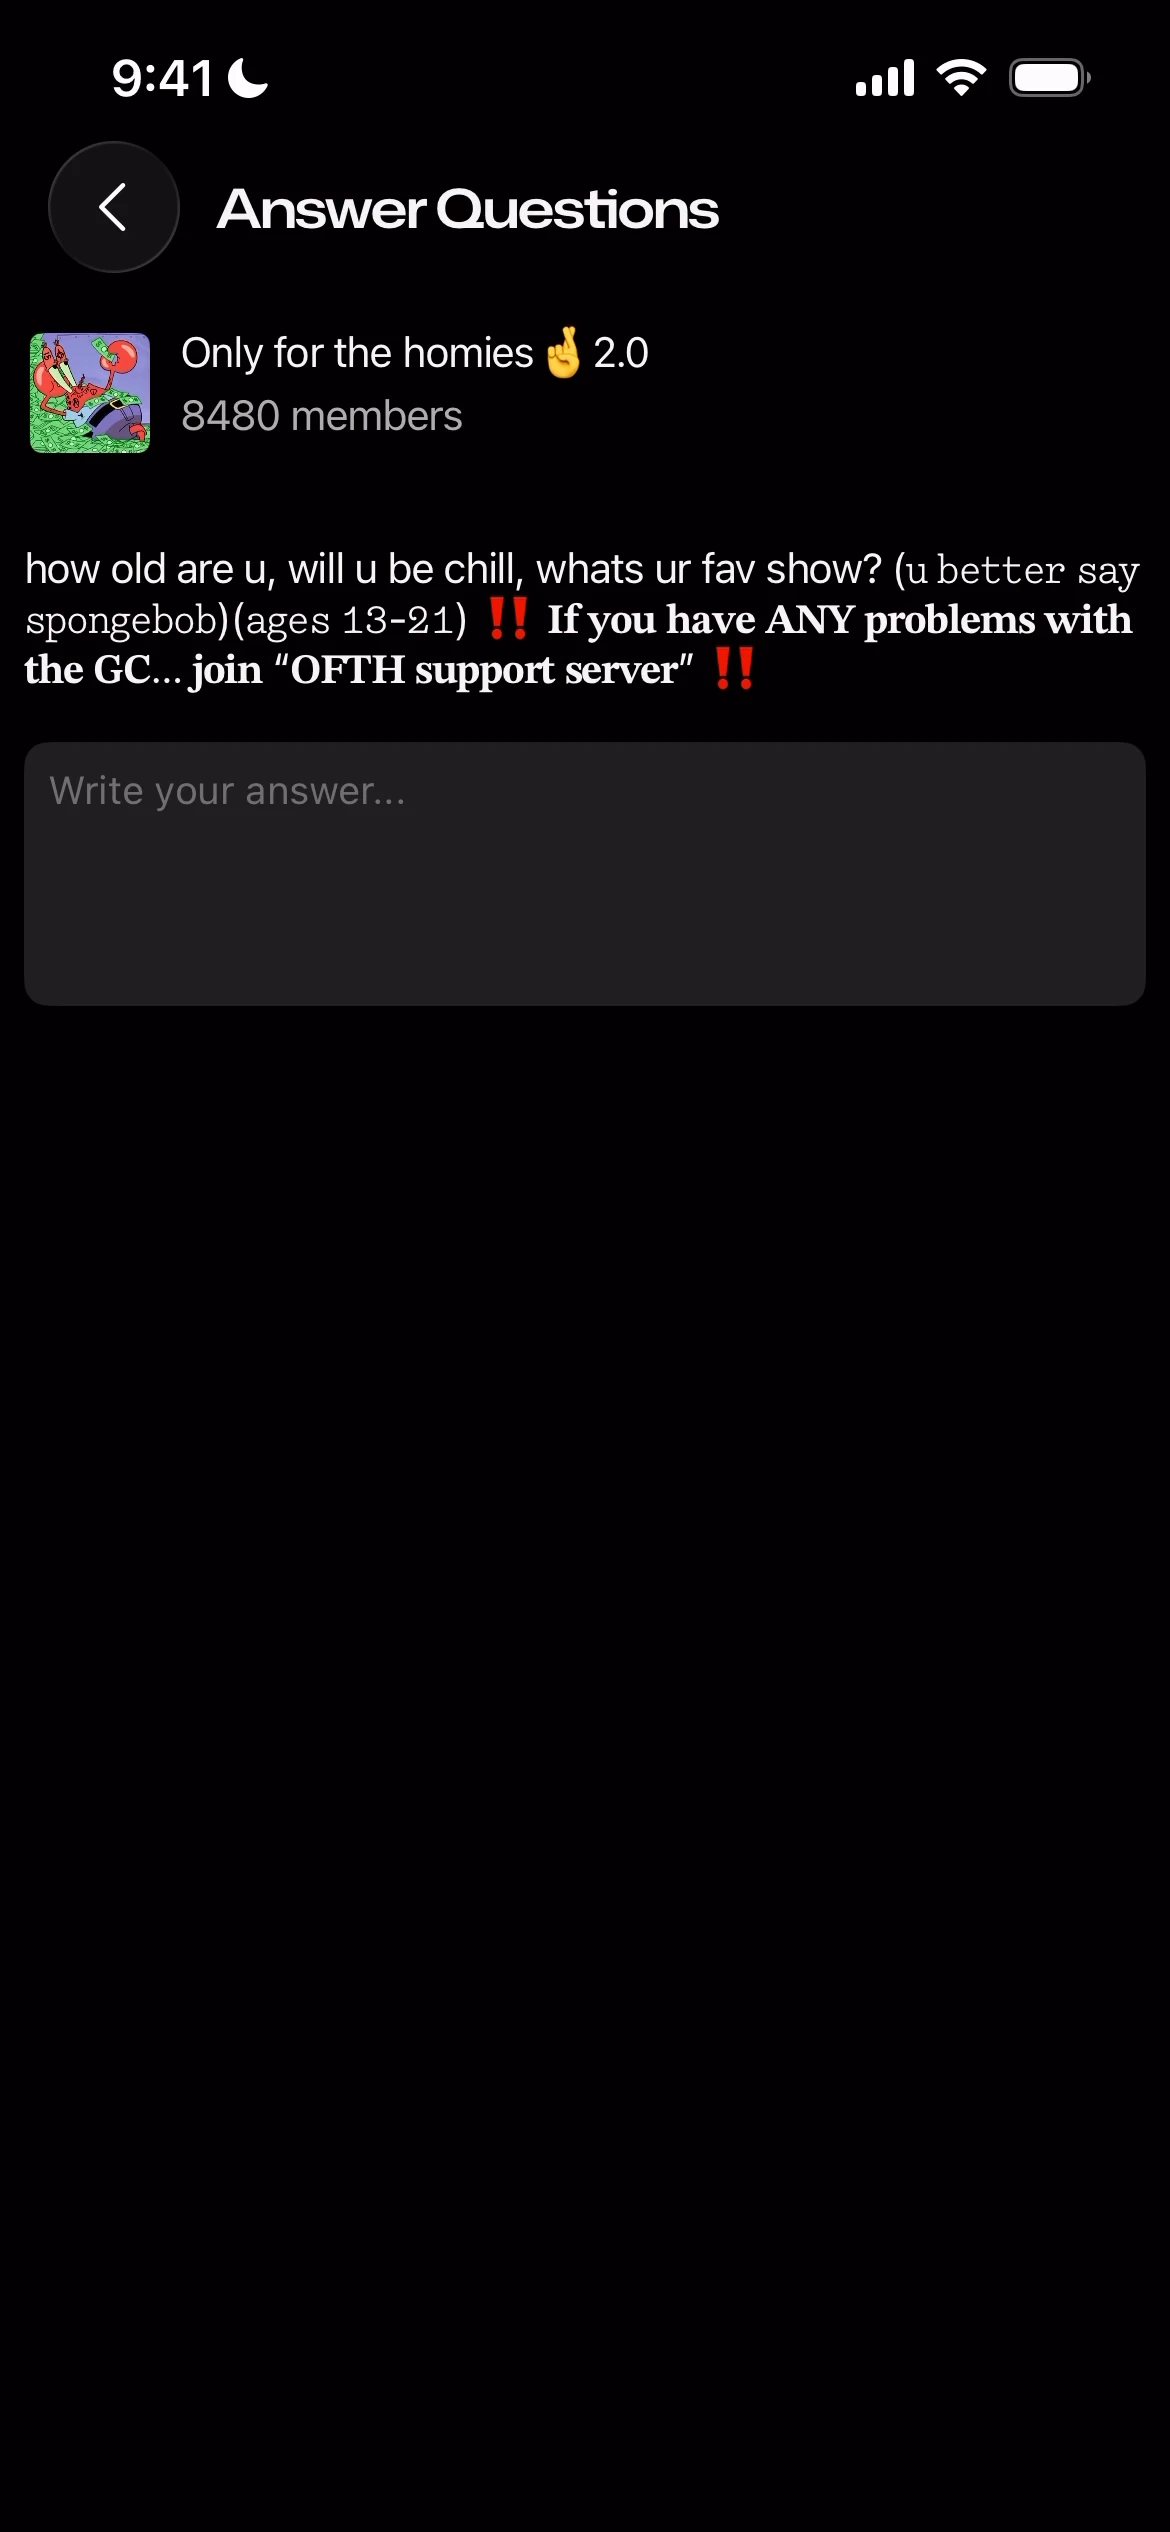 9:41
Answer Questions
Only for the homies 🤞 2.0
8480 members
how old are u, will u be chill, whats ur fav show? (u better say
spongebob)(ages 13-21) ‼️ If you have ANY problems with
the GC... join “OFTH support server” ‼️
Write your answer...